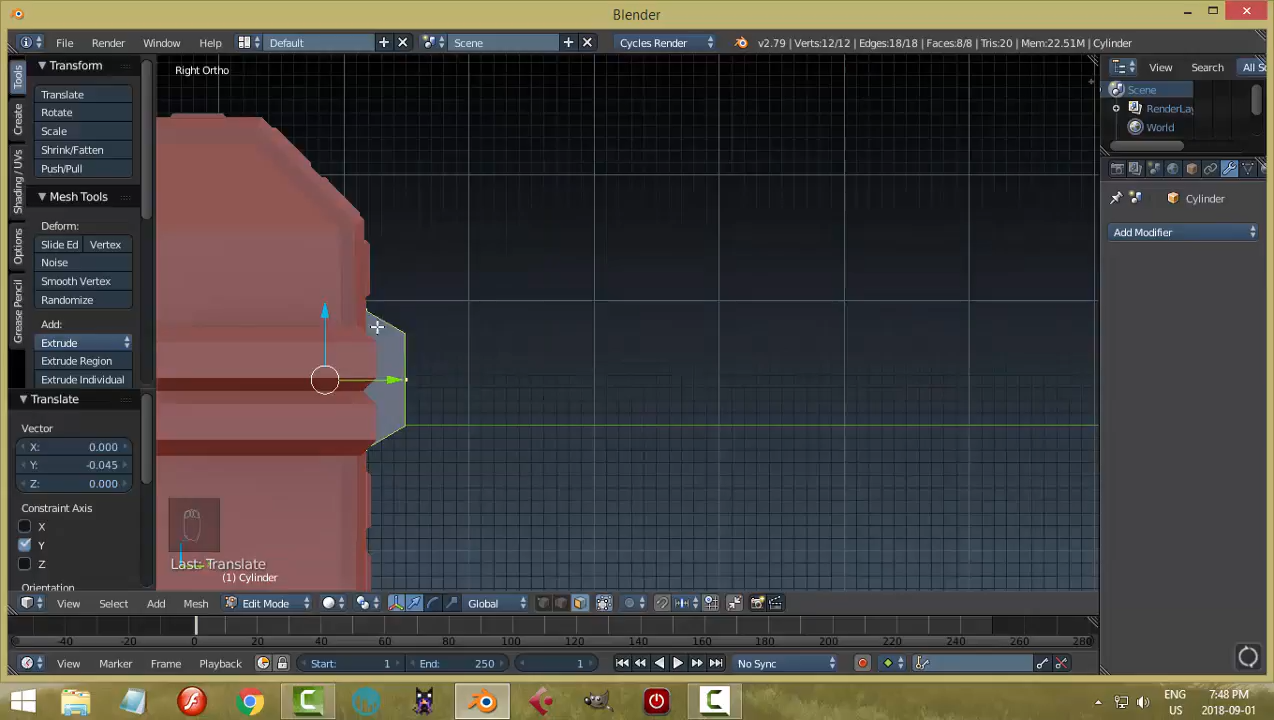 Blender
File Render Window Help Default Scene Cycles Render v2.79 | Verts:12/12 | Edges:18/18 | Faces:8/8 | Tris:20 | Mem:22.51M | Cylinder
Tools
Create
Shading / UVs
Options
Grease Pencil
Transform
Translate
Rotate
Scale
Shrink/Fatten
Push/Pull
Mesh Tools
Deform:
Slide Ed Vertex
Noise
Smooth Vertex
Randomize
Add:
Extrude
Extrude Region
Extrude Individual
Translate
Vector
X: 0.000
Y: -0.045
Z: 0.000
Constraint Axis
X
Y
Z
Orientation
Right Ortho
Last: Translate
(1) Cylinder
View Search All Sc
Scene
RenderLay
World
Cylinder
Add Modifier
View Select Add Mesh Edit Mode Global
-40 -20 0 20 40 60 80 100 120 140 160 180 200 220 240 260 280
View Marker Frame Playback Start: 1 End: 250 1 No Sync
ENG 7:48 PM
US 2018-09-01